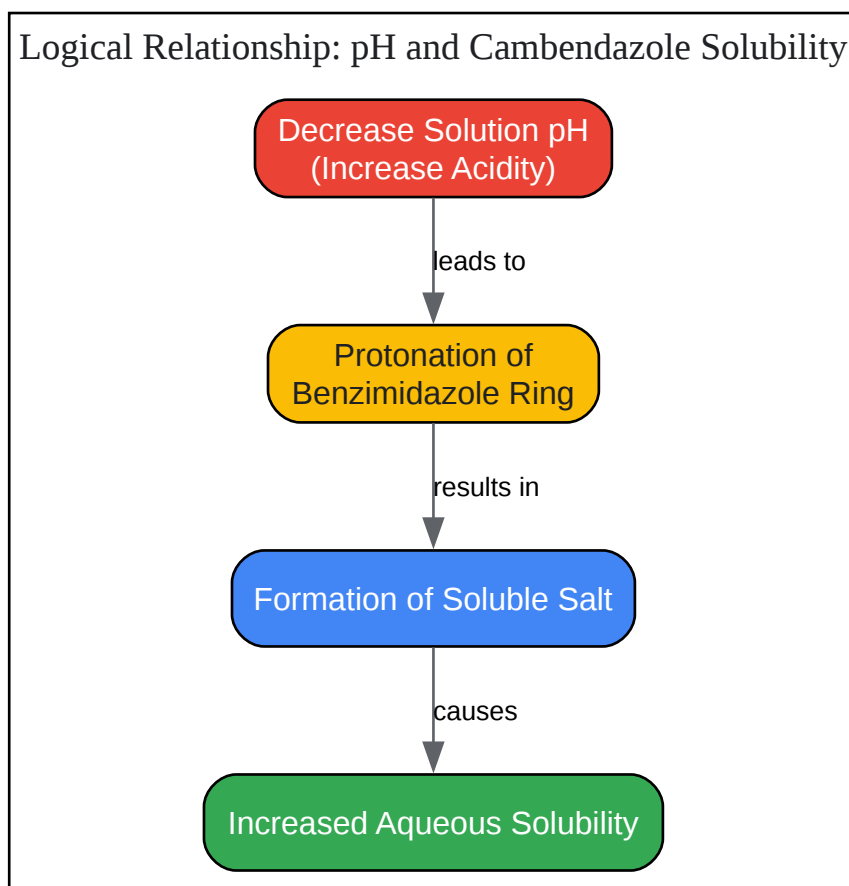 Logical Relationship: pH and Cambendazole Solubility
Decrease Solution pH
(Increase Acidity)
leads to
Protonation of
Benzimidazole Ring
results in
Formation of Soluble Salt
causes
Increased Aqueous Solubility